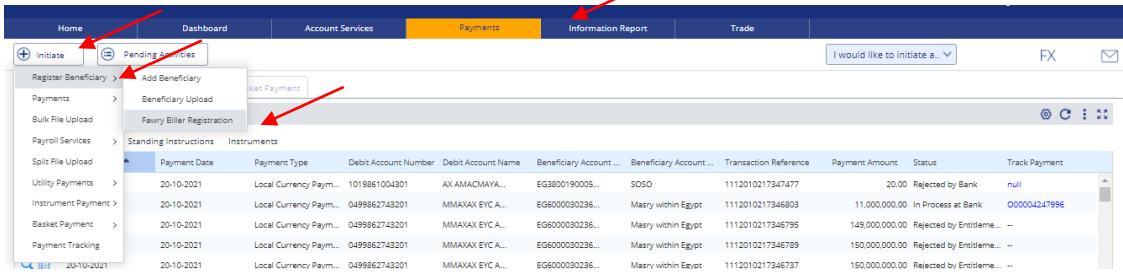 Home Dashboard Account Services Payments Information Report Trade
Initiate Pending Activities I would like to initiate a.. FX
Register Beneficiary > Add Beneficiary
Payments > Beneficiary Upload ket Payment
Bulk File Upload Fawry Biller Registration
Payroll Services > Standing Instructions Instruments
Split File Upload Payment Date Payment Type Debit Account Number Debit Account Name Beneficiary Account ... Beneficiary Account ... Transaction Reference Payment Amount Status Track Payment
Utility Payments > 20-10-2021 Local Currency Paym... 1019861004301 AX AMACMAYA... EG3800190005... SOSO 1112010217347477 20.00 Rejected by Bank null
Instrument Payment > 20-10-2021 Local Currency Paym... 0499862743201 MMAXAX EYC A... EG6000030236... Masry within Egypt 1112010217346803 11,000,000.00 In Process at Bank O00004247996
Basket Payment > 20-10-2021 Local Currency Paym... 0499862743201 MMAXAX EYC A... EG6000030236... Masry within Egypt 1112010217346795 149,000,000.00 Rejected by Entitleme... --
Payment Tracking 20-10-2021 Local Currency Paym... 0499862743201 MMAXAX EYC A... EG6000030236... Masry within Egypt 1112010217346789 150,000,000.00 Rejected by Entitleme... --
20-10-2021 20-10-2021 Local Currency Paym... 0499862743201 MMAXAX EYC A... EG6000030236... Masry within Egypt 1112010217346737 150,000,000.00 Rejected by Entitleme... --